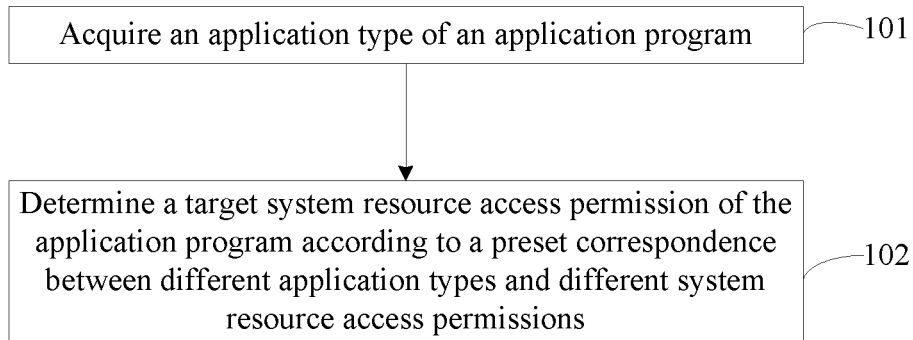 Acquire an application type of an application program
101
Determine a target system resource access permission of the
application program according to a preset correspondence
between different application types and different system
resource access permissions
102